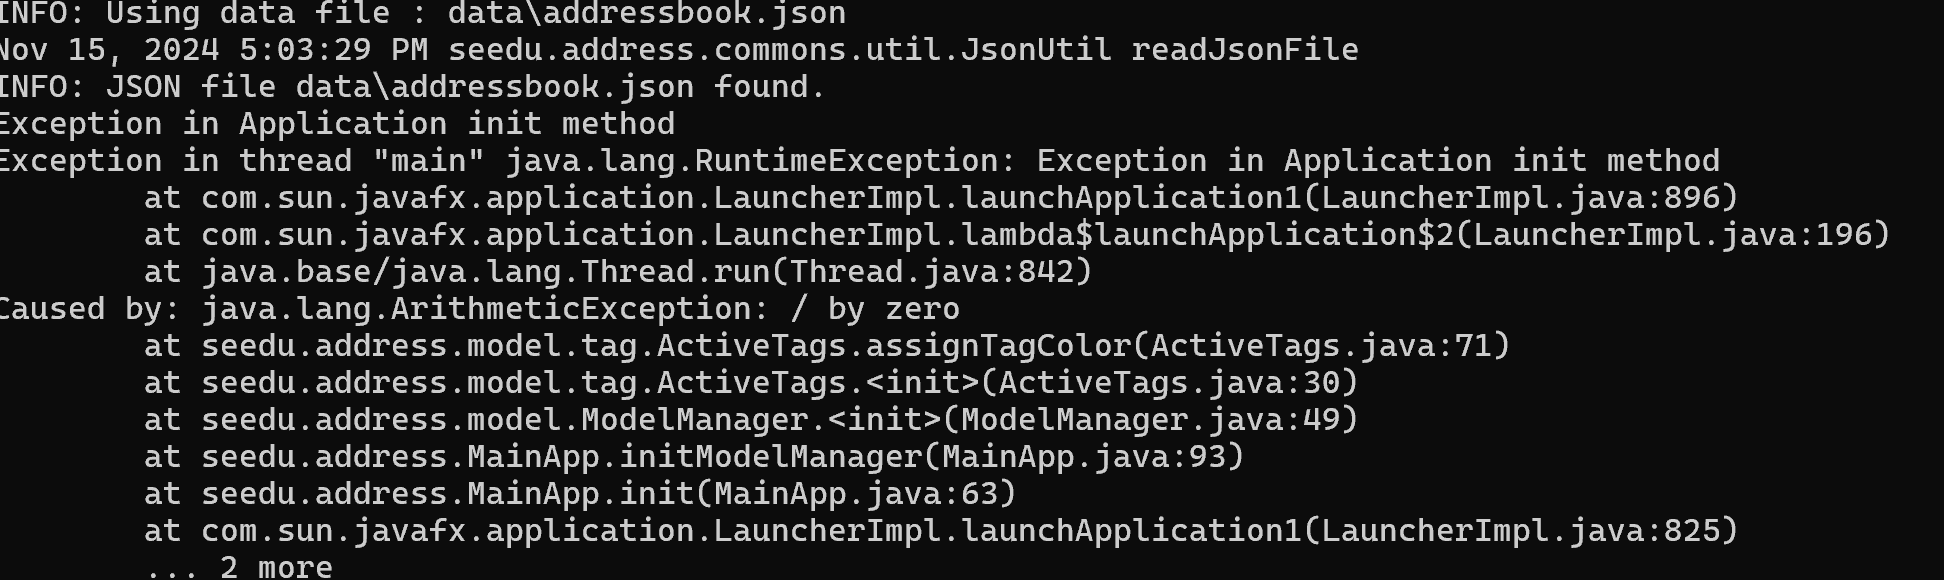 INFO: Using data file : data\addressbook.json
Nov 15, 2024 5:03:29 PM seedu.address.commons.util.JsonUtil readJsonFile
INFO: JSON file data\addressbook.json found.
Exception in Application init method
Exception in thread "main" java.lang.RuntimeException: Exception in Application init method
        at com.sun.javafx.application.LauncherImpl.launchApplication1(LauncherImpl.java:896)
        at com.sun.javafx.application.LauncherImpl.lambda$launchApplication$2(LauncherImpl.java:196)
        at java.base/java.lang.Thread.run(Thread.java:842)
Caused by: java.lang.ArithmeticException: / by zero
        at seedu.address.model.tag.ActiveTags.assignTagColor(ActiveTags.java:71)
        at seedu.address.model.tag.ActiveTags.<init>(ActiveTags.java:30)
        at seedu.address.model.ModelManager.<init>(ModelManager.java:49)
        at seedu.address.MainApp.initModelManager(MainApp.java:93)
        at seedu.address.MainApp.init(MainApp.java:63)
        at com.sun.javafx.application.LauncherImpl.launchApplication1(LauncherImpl.java:825)
        ... 2 more